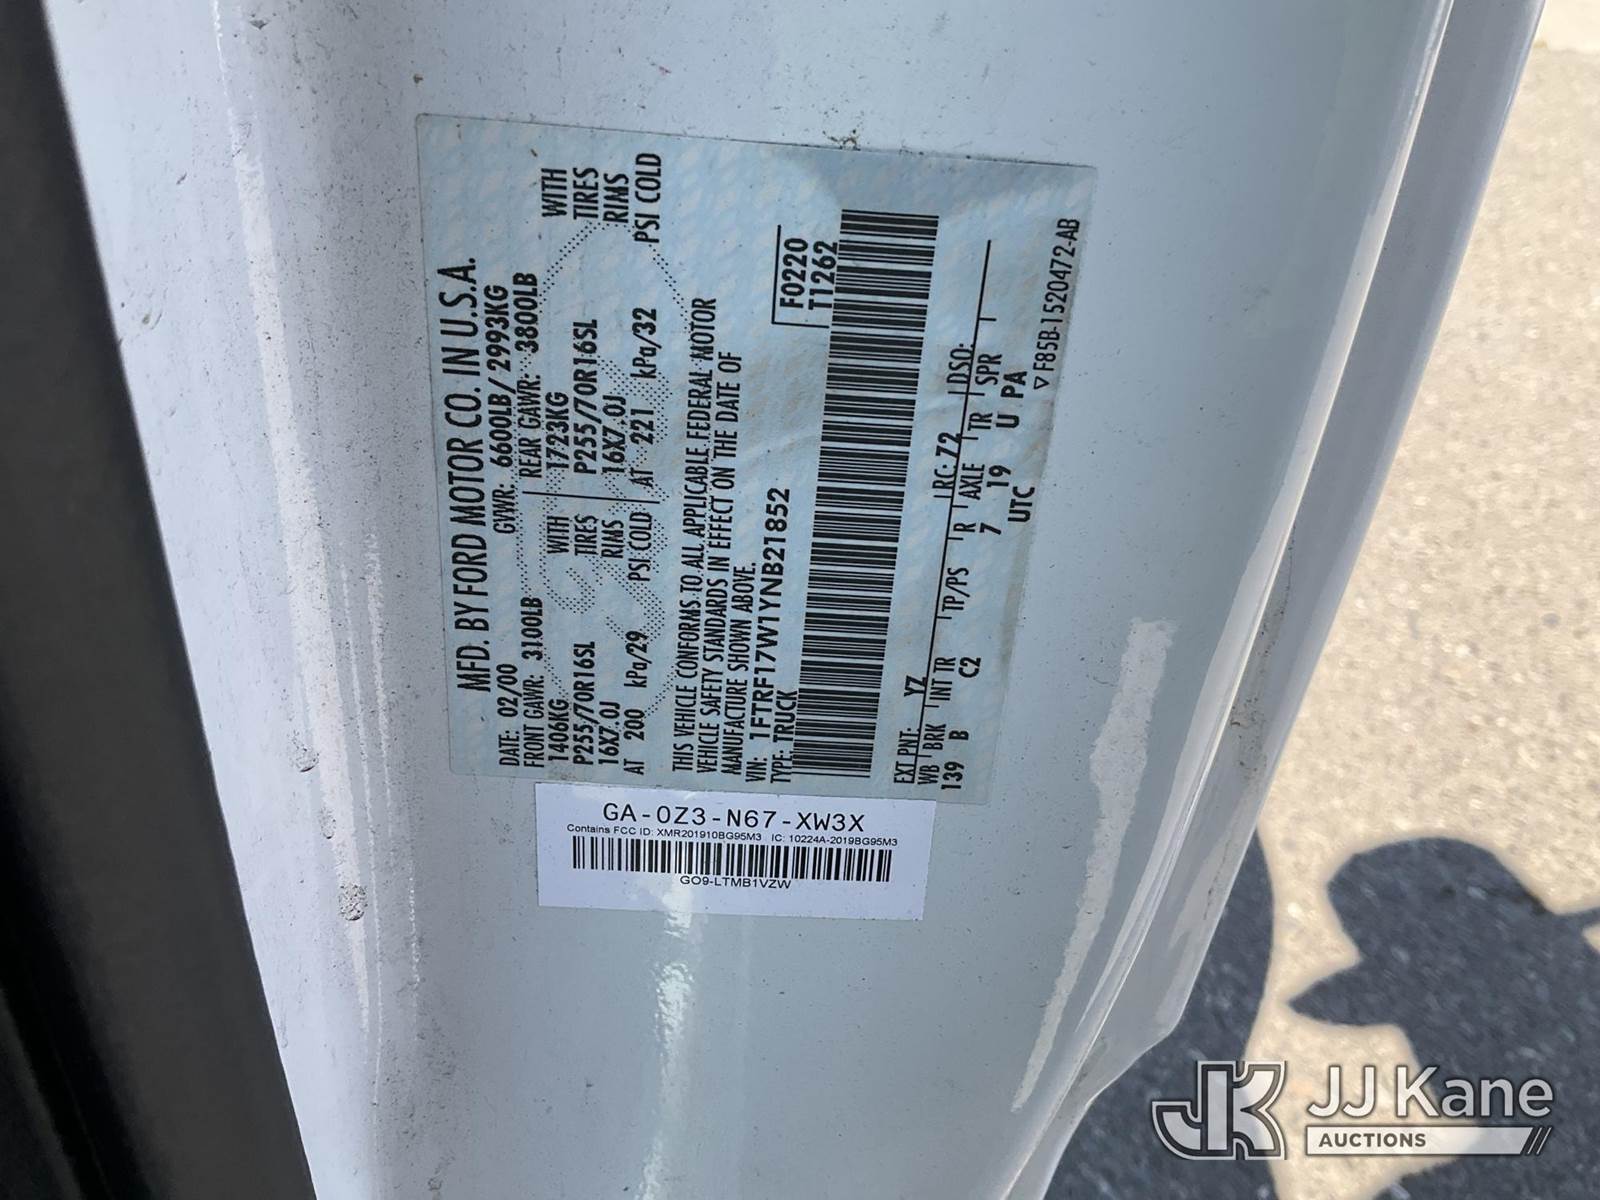 MFD. BY FORD MOTOR CO. IN U.S.A.
DATE: 02/00 GVWR: 6600LB/ 2993KG
FRONT GAWR: 3100LB REAR GAWR: 3800LB
1406KG WITH 1723KG WITH
P255/70R16SL TIRES P255/70R16SL TIRES
16X7.0J RIMS 16X7.0J RIMS
AT 200 kPa/29 PSI COLD AT 221 kPa/32 PSI COLD
THIS VEHICLE CONFORMS TO ALL APPLICABLE FEDERAL MOTOR
VEHICLE SAFETY STANDARDS IN EFFECT ON THE DATE OF
MANUFACTURE SHOWN ABOVE.
VIN: 1FTRF17W1YNB21852 F0220
TYPE: TRUCK T1262
EXT PNT: YZ RC: Z2 DSO:
WB BRK INT TR TP/PS R AXLE TR SPR
139 B C2 7 19 U PA
UTC
▽F85B-1520472-AB
GA-0Z3-N67-XW3X
Contains FCC ID: XMR201910BG95M3 IC: 10224A-2019BG95M3
GO9-LTMB1VZW
JK JJ Kane
AUCTIONS